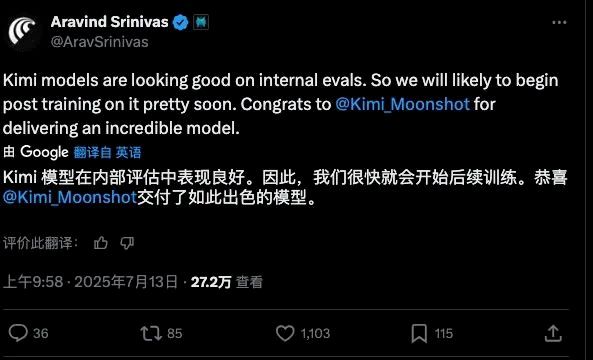 Aravind Srinivas
@AravSrinivas
Kimi models are looking good on internal evals. So we will likely to begin
post training on it pretty soon. Congrats to @Kimi_Moonshot for
delivering an incredible model.
由 Google 翻译自 英语
Kimi 模型在内部评估中表现良好。因此，我们很快就会开始后续训练。恭喜
@Kimi_Moonshot交付了如此出色的模型。
评价此翻译：
上午9:58 · 2025年7月13日 · 27.2万 查看
36 85 1,103 115